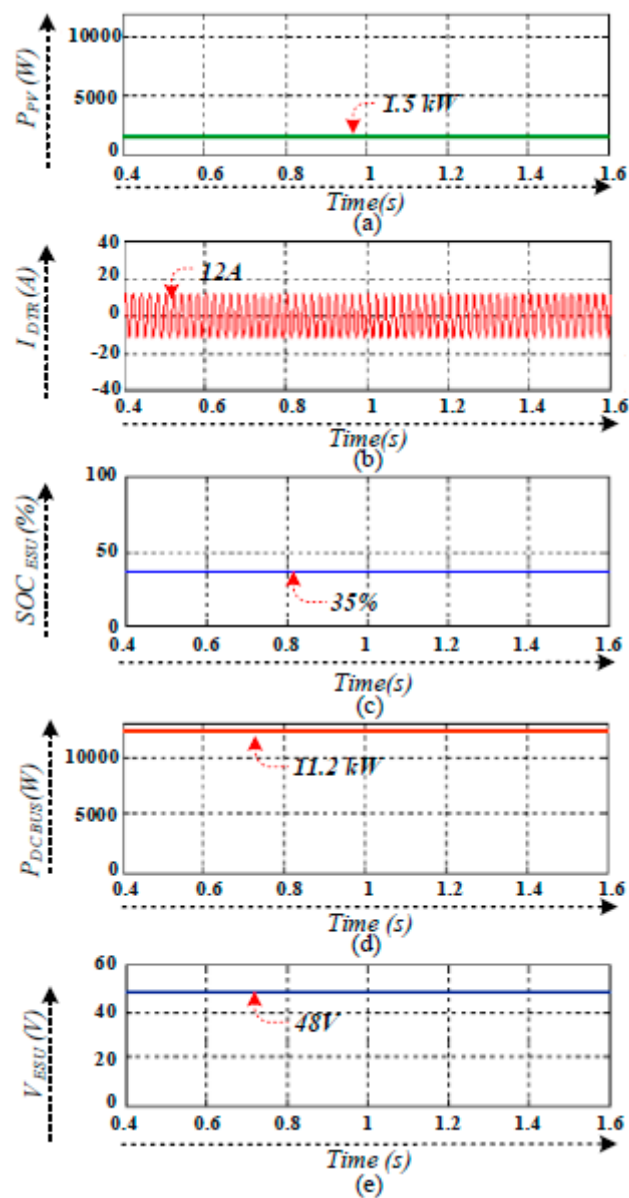 P_PV (W)
10000
5000
0
1.5 kW
0.4 0.6 0.8 1 1.2 1.4 1.6
Time(s)
(a)
I_DTR (A)
40
20
0
-20
-40
12A
0.4 0.6 0.8 1 1.2 1.4 1.6
Time(s)
(b)
SOC_ESU (%)
100
50
0
35%
0.4 0.6 0.8 1 1.2 1.4 1.6
Time(s)
(c)
P_DCBUS (W)
10000
5000
0
11.2 kW
0.4 0.6 0.8 1 1.2 1.4 1.6
Time (s)
(d)
V_ESU (V)
60
40
20
0
48V
0.4 0.6 0.8 1 1.2 1.4 1.6
Time (s)
(e)